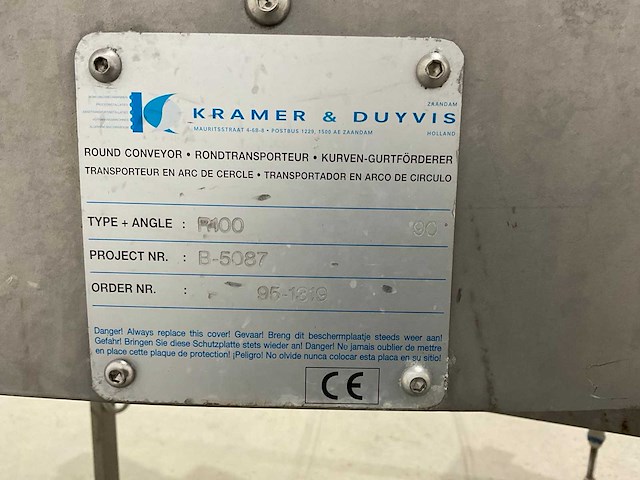 KRAMER & DUYVIS
ZAANDAM
MAURITSSTRAAT 4-6-8 • POSTBUS 1229, 1500 AE ZAANDAM
HOLLAND
ROUND CONVEYOR • RONDTRANSPORTEUR • KURVEN-GURTFÖRDERER
TRANSPORTEUR EN ARC DE CERCLE • TRANSPORTADOR EN ARCO DE CIRCULO
TYPE + ANGLE : 100 90
PROJECT NR. : B-5087
ORDER NR. :
Danger! Always replace this cover! Gevaar! Breng dit beschermplaatje steeds weer aan!
Gefahr! Bringen Sie diese Schutzplatte stets wieder an! Danger! No jamais oublier de mettre
en place cette plaque de protection! ¡Peligro! No olvide nunca colocar esta placa en su sitio!
CE